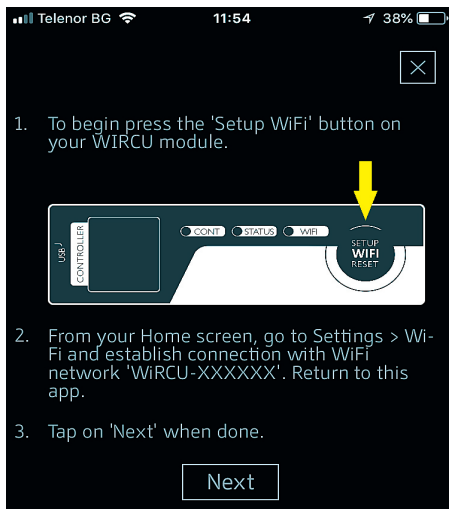 Telenor BG 11:54 38%
1. To begin press the 'Setup WiFi' button on
your WIRCU module.
USB
CONTROLLER
CONT STATUS WIFI
SETUP
WIFI
RESET
2. From your Home screen, go to Settings > Wi-
Fi and establish connection with WiFi
network 'WiRCU-XXXXXX'. Return to this
app.
3. Tap on 'Next' when done.
Next